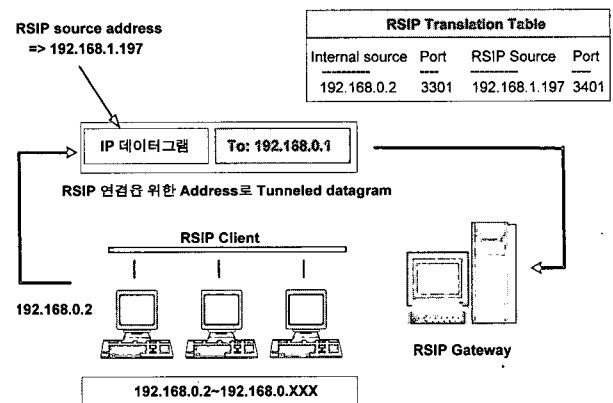 RSIP source address
=> 192.168.1.197
RSIP Translation Table
Internal source Port RSIP Source Port
192.168.0.2 3301 192.168.1.197 3401
IP 데이터그램
To: 192.168.0.1
RSIP 연결을 위한 Address로 Tunneled datagram
RSIP Client
192.168.0.2
RSIP Gateway
192.168.0.2~192.168.0.XXX